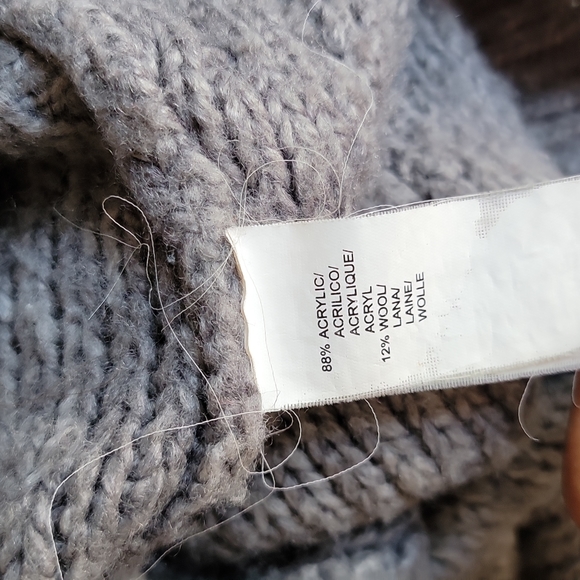 88% ACRYLIC/
ACRILICO/
ACRYLIQUE/
ACRYL
12% WOOL/
LANA/
LAINE/
WOLLE